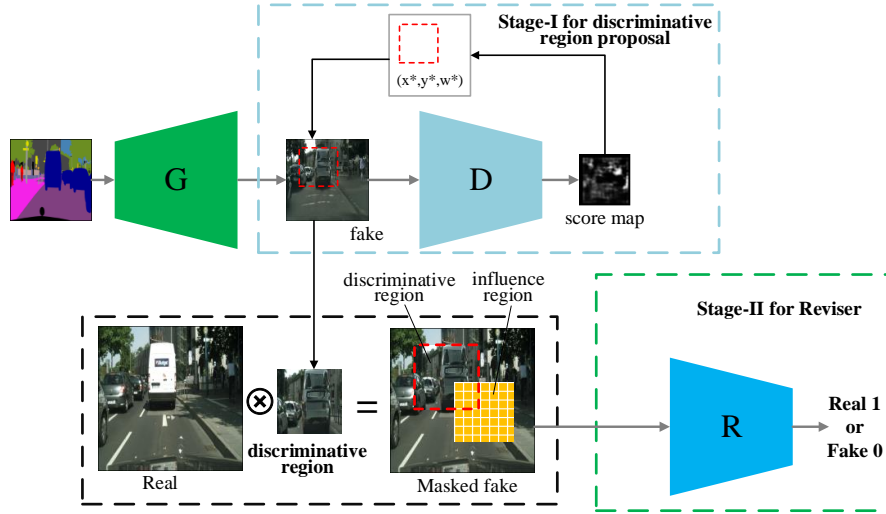 Stage-I for discriminative
region proposal
(x*,y*,w*)
G
D
fake
score map
discriminative
region
influence
region
Stage-II for Reviser
R
Real 1
or
Fake 0
=
discriminative
region
Real
Masked fake